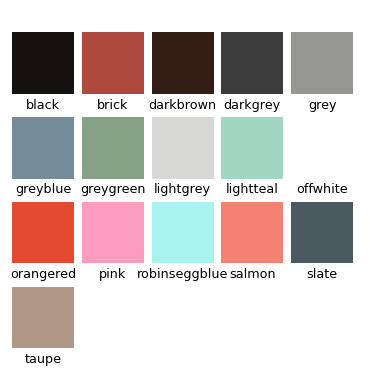 black brick darkbrown darkgrey grey
greyblue greygreen lightgrey lightteal offwhite
orangered pink robinseggblue salmon slate
taupe